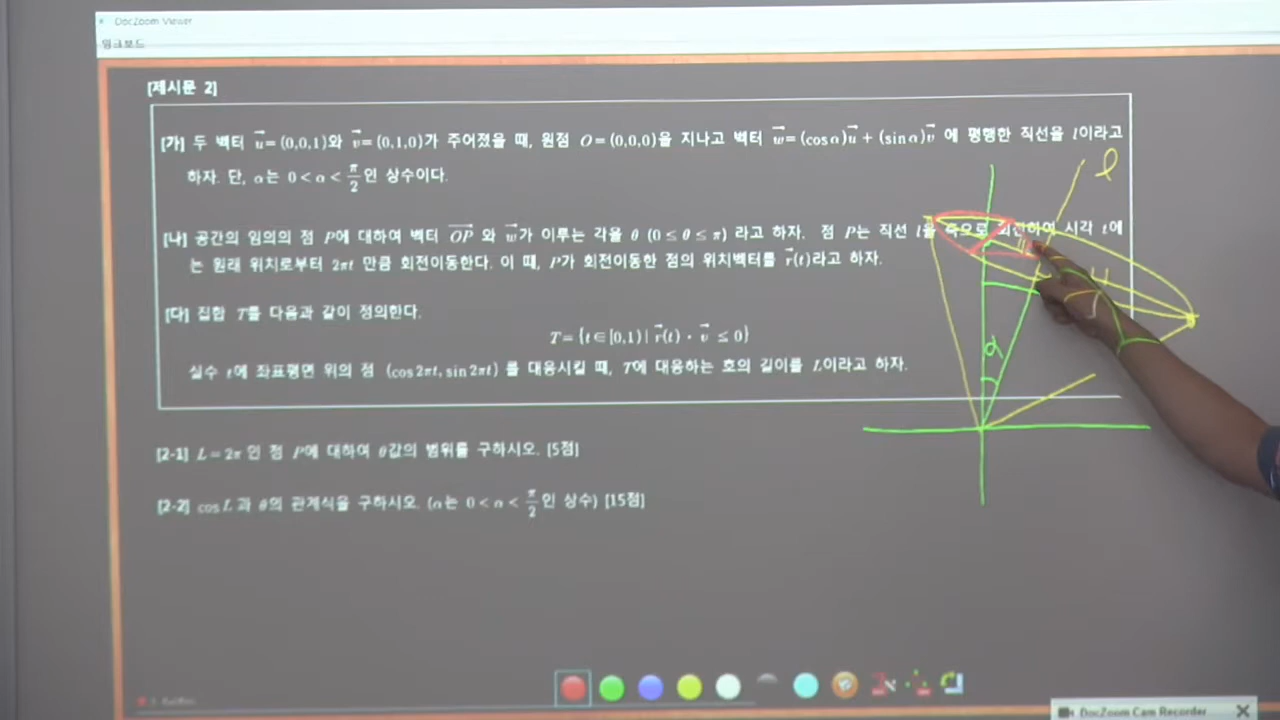 DocZoom Viewer
잉크보드
[제시문 2]
[가] 두 벡터 u⃗=(0,0,1)와 v⃗=(0,1,0)가 주어졌을 때, 원점 O=(0,0,0)을 지나고 벡터 w⃗=(cosα)u⃗+(sinα)v⃗ 에 평행한 직선을 l이라고
하자. 단, α는 0<α<π/2인 상수이다.
[나] 공간의 임의의 점 P에 대하여 벡터 OP⃗ 와 w⃗가 이루는 각을 θ (0≤θ≤π) 라고 하자. 점 P는 직선 l을 축으로 회전하여 시각 t에
는 원래 위치로부터 2πt 만큼 회전이동한다. 이 때, P가 회전이동한 점의 위치벡터를 r⃗(t)라고 하자.
[다] 집합 T를 다음과 같이 정의한다.
T={t∈[0,1)| r⃗(t)·v⃗ ≤0}
실수 t에 좌표평면 위의 점 (cos2πt, sin2πt) 를 대응시킬 때, T에 대응하는 호의 길이를 L이라고 하자.
[2-1] L=2π 인 점 P에 대하여 θ값의 범위를 구하시오. [5점]
[2-2] cosL과 θ의 관계식을 구하시오. (α는 0<α<π/2인 상수) [15점]
l
α
DocZoom Cam Recorder